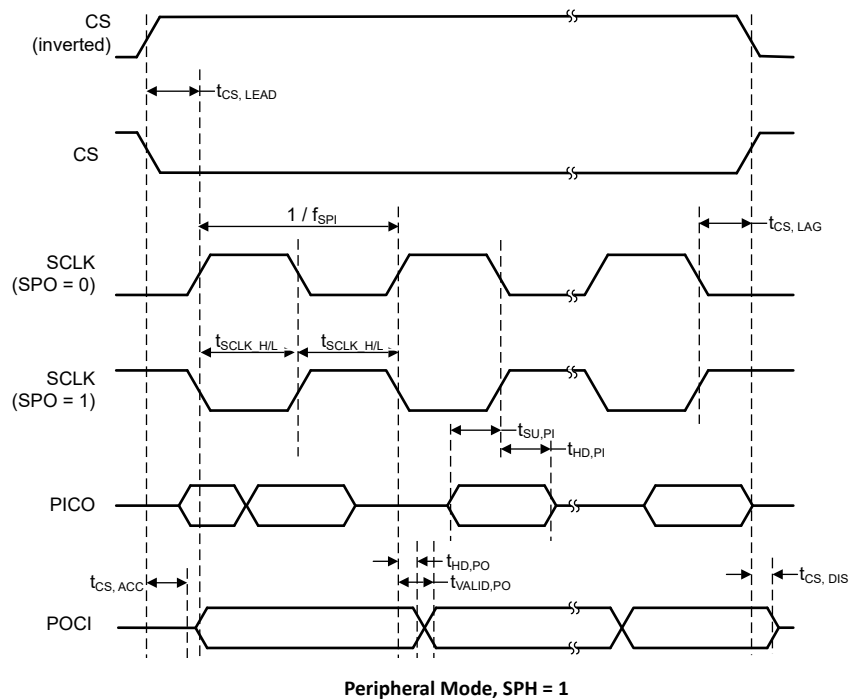 CS
(inverted)
tCS, LEAD
CS
1 / fSPI
tCS, LAG
SCLK
(SPO = 0)
tSCLK_H/L
tSCLK_H/L
SCLK
(SPO = 1)
tSU,PI
tHD,PI
PICO
tHD,PO
tVALID,PO
tCS, ACC
tCS, DIS
POCI
Peripheral Mode, SPH = 1